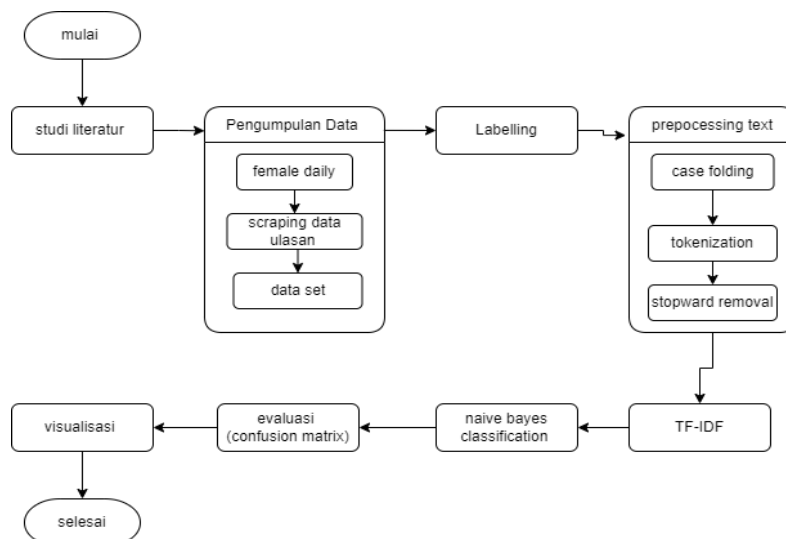 mulai
studi literatur
Pengumpulan Data
female daily
scraping data
ulasan
data set
Labelling
prepocessing text
case folding
tokenization
stopward removal
TF-IDF
naive bayes
classification
evaluasi
(confusion matrix)
visualisasi
selesai